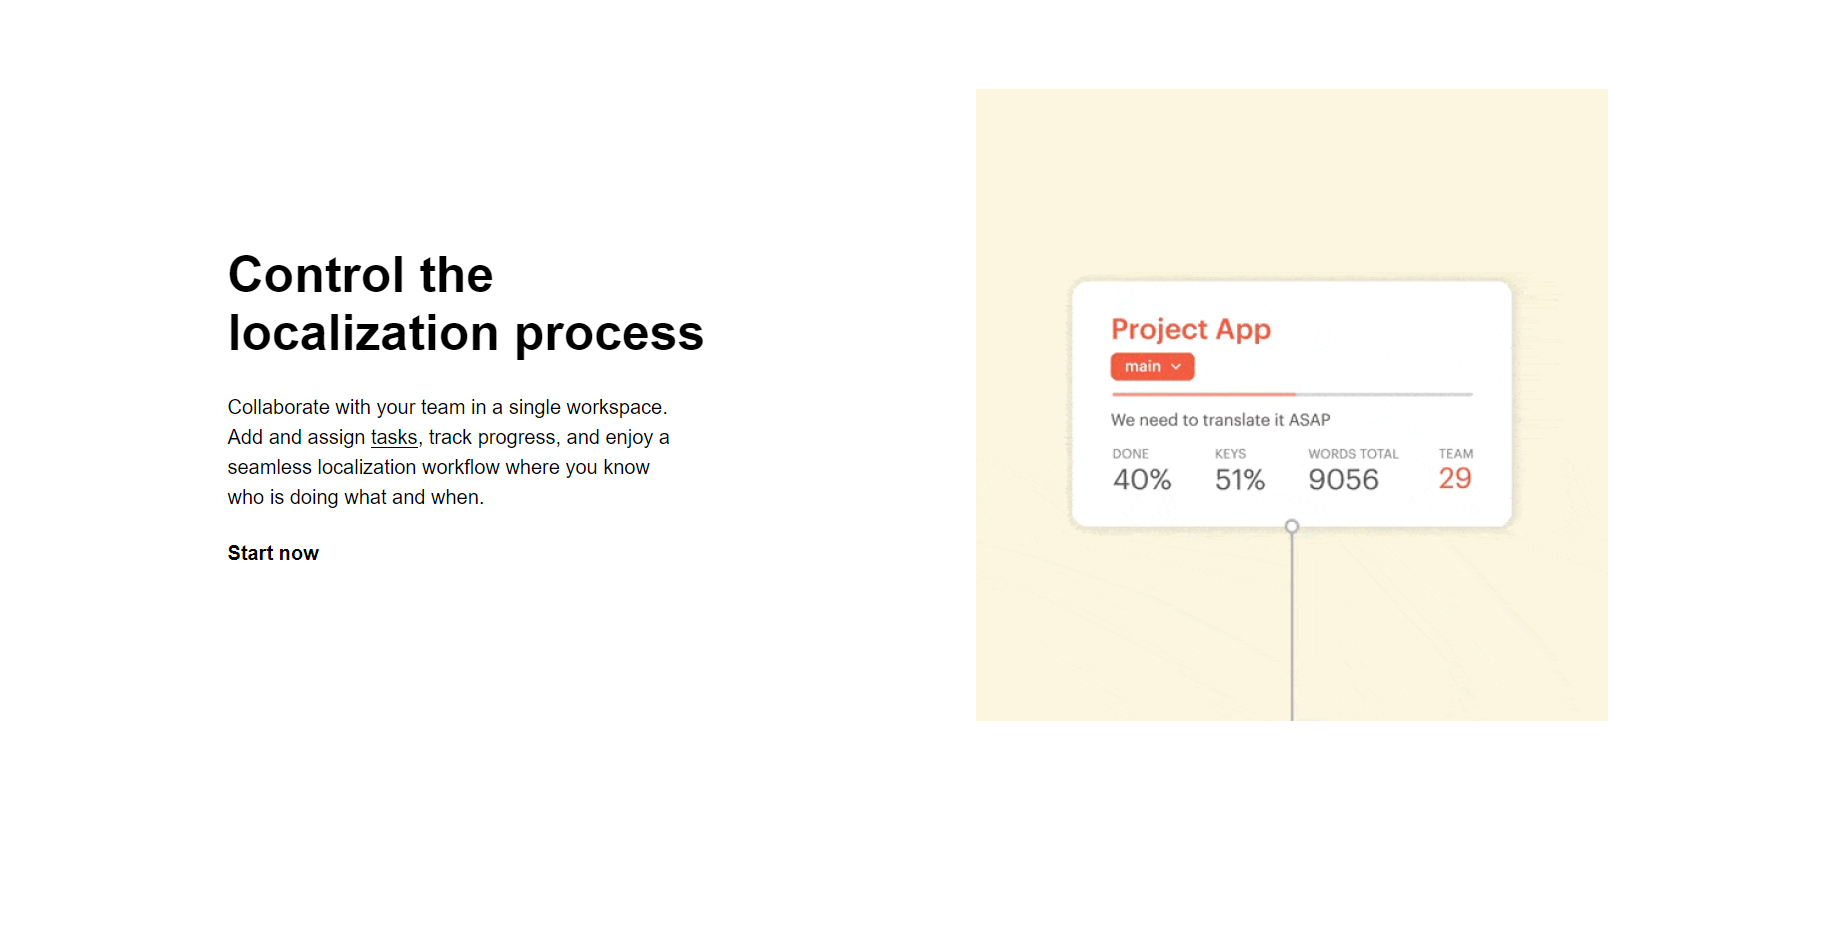 Control the
localization process
Collaborate with your team in a single workspace.
Add and assign tasks, track progress, and enjoy a
seamless localization workflow where you know
who is doing what and when.
Start now
Project App
main
We need to translate it ASAP
DONE KEYS WORDS TOTAL TEAM
40% 51% 9056 29